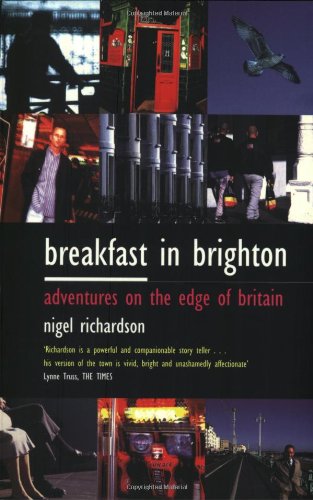 breakfast in brighton
adventures on the edge of britain
nigel richardson
'Richardson is a powerful and companionable story teller . . .
his version of the town is vivid, bright and unashamedly affectionate'
Lynne Truss, THE TIMES